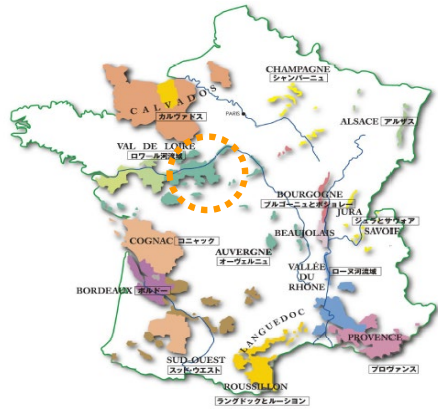 CHAMPAGNE
シャンパーニュ
CALVADOS
カルヴァドス
PARIS
ALSACE アルザス
VAL DE LOIRE
ロワール河流域
BOURGOGNE
ブルゴーニュとボジョレー
JURA
ジュラとサヴォア
SAVOIE
BEAUJOLAIS
COGNAC コニャック
AUVERGNE
オーヴェルニュ
VALLÉE
DU
RHÔNE
ローヌ河流域
BORDEAUX ボルドー
LANGUEDOC
PROVENCE
プロヴァンス
SUD-OUEST
スッド・ウエスト
ROUSSILLON
ラングドックとルーシヨン